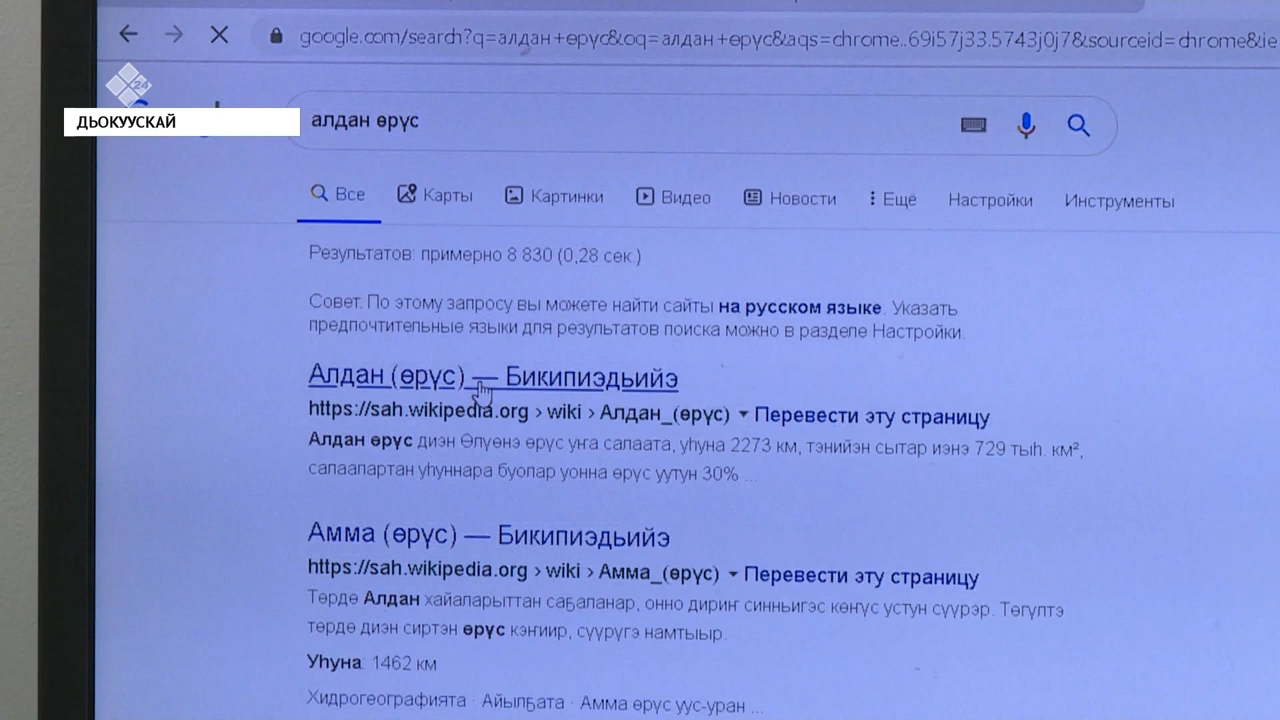 google.com/search?q=алдан+өрүс&oq=алдан+өрүс&aqs=chrome..69i57j33.5743j0j7&sourceid=chrome&ie
X24
ДЬОКУУСКАЙ
алдан өрүс
Все Карты Картинки Видео Новости Ещё Настройки Инструменты
Результатов: примерно 8 830 (0,28 сек.)
Совет. По этому запросу вы можете найти сайты на русском языке. Указать
предпочтительные языки для результатов поиска можно в разделе Настройки.
Алдан (өрүс) — Бикипиэдьийэ
https://sah.wikipedia.org › wiki › Алдан_(өрүс) Перевести эту страницу
Алдан өрүс диэн Өлүөнэ өрүс уҥа салаата, уһуна 2273 км, тэнийэн сытар иэнэ 729 тыһ. км²,
салаалартан уһуннара буолар уонна өрүс уутун 30% ...
Амма (өрүс) — Бикипиэдьийэ
https://sah.wikipedia.org › wiki › Амма_(өрүс) Перевести эту страницу
Төрдө Алдан хайаларыттан саҕаланар, онно дириҥ синньигэс көҥүс устун сүүрэр. Төгүлтэ
төрдө диэн сиртэн өрүс кэҥиир, сүүрүгэ намтыыр.
Уһуна: 1462 км
Хидрогеографията · Айылҕата · Амма өрүс уус-уран ...